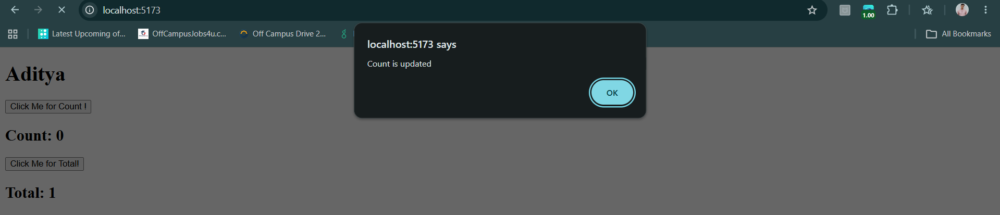 localhost:5173
1.00
Latest Upcoming of...
OffCampusJobs4u.c...
Off Campus Drive 2...
All Bookmarks
localhost:5173 says
Count is updated
OK
Aditya
Click Me for Count !
Count: 0
Click Me for Total!
Total: 1